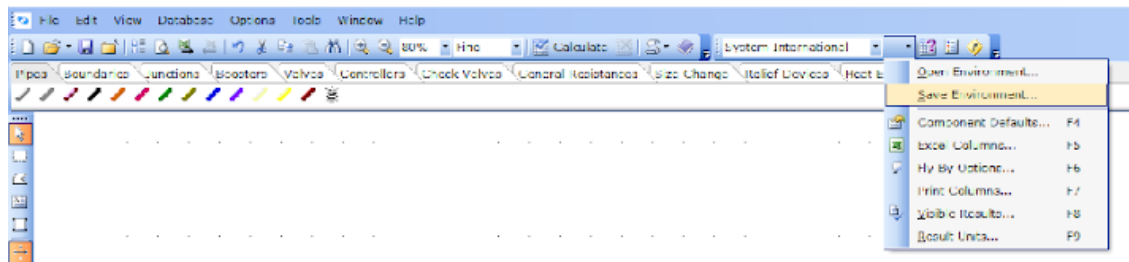 File Edit View Database Options Tools Window Help
80% Fine Calculate System International
Pipes Boundaries Junctions Boosters Valves Controllers Check Valves General Resistances Size Change Relief Devices Heat E
Open Environment...
Save Environment...
Component Defaults... F4
Excel Columns... F5
Fly By Options... F6
Print Columns... F7
Visible Results... F8
Result Units... F9